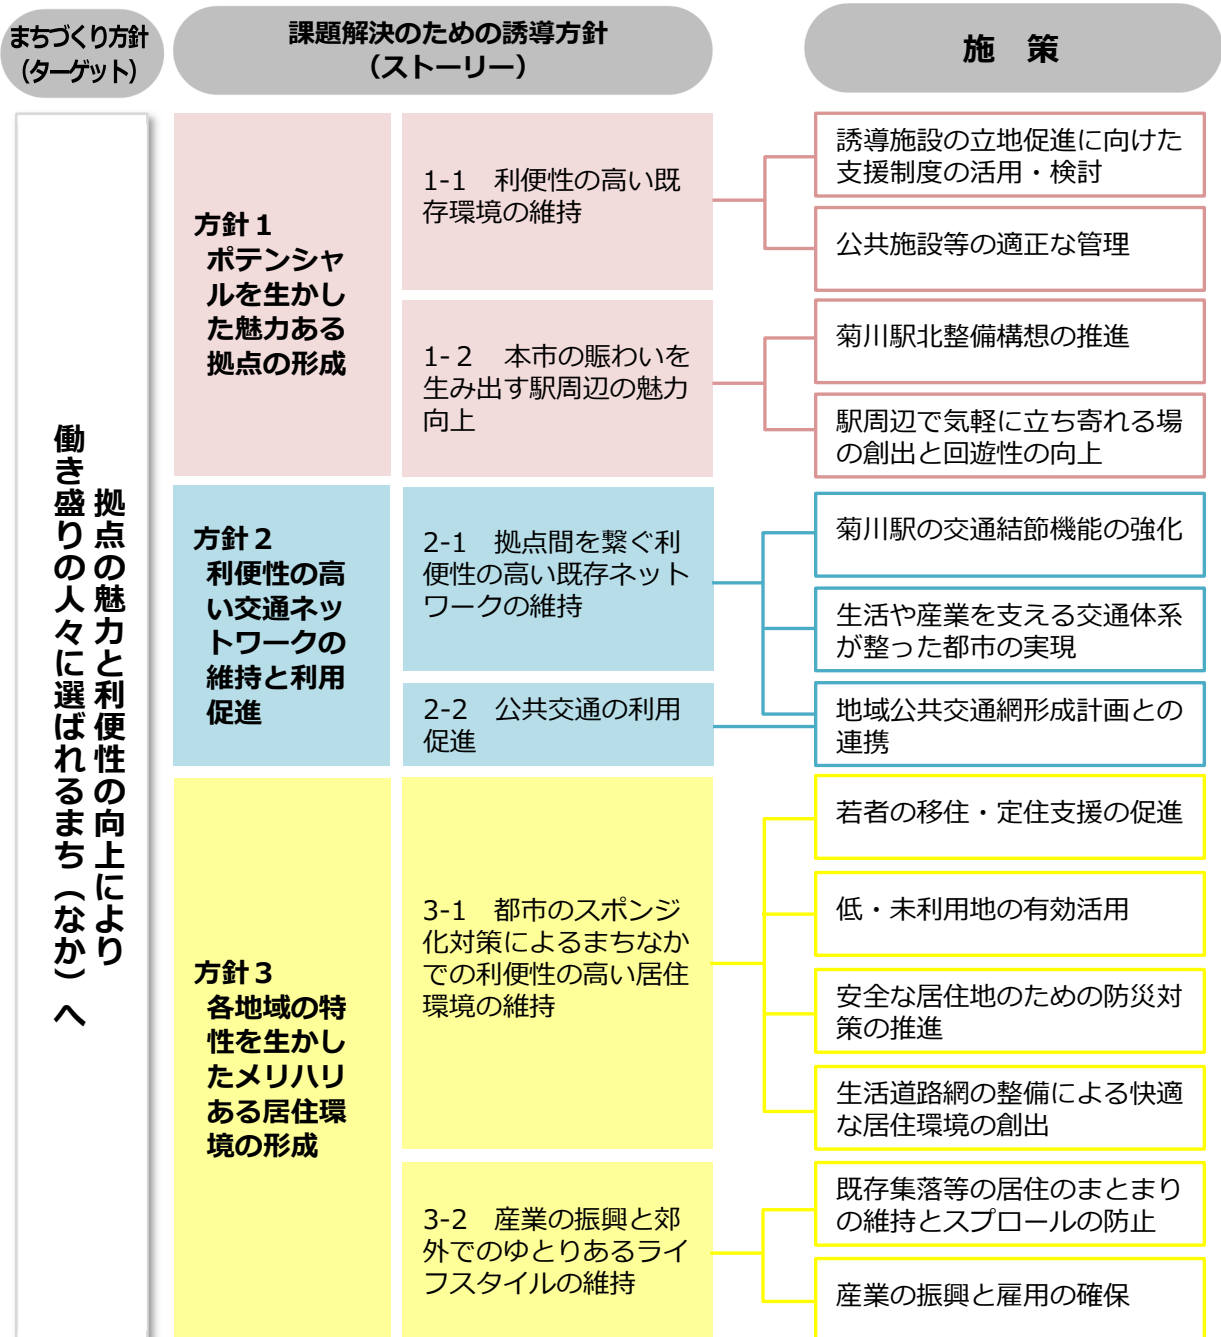 まちづくり方針
（ターゲット）
課題解決のための誘導方針
（ストーリー）
施　策
拠点の魅力と利便性の向上により
働き盛りの人々に選ばれるまち（なか）へ
方針１
ポテンシャ
ルを生かし
た魅力ある
拠点の形成
1-1　利便性の高い既
存環境の維持
誘導施設の立地促進に向けた
支援制度の活用・検討
公共施設等の適正な管理
1-２　本市の賑わいを
生み出す駅周辺の魅力
向上
菊川駅北整備構想の推進
駅周辺で気軽に立ち寄れる場
の創出と回遊性の向上
方針２
利便性の高
い交通ネッ
トワークの
維持と利用
促進
2-1　拠点間を繋ぐ利
便性の高い既存ネット
ワークの維持
菊川駅の交通結節機能の強化
生活や産業を支える交通体系
が整った都市の実現
2-2　公共交通の利用
促進
地域公共交通網形成計画との
連携
方針３
各地域の特
性を生かし
たメリハリ
ある居住環
境の形成
3-1　都市のスポンジ
化対策によるまちなか
での利便性の高い居住
環境の維持
若者の移住・定住支援の促進
低・未利用地の有効活用
安全な居住地のための防災対
策の推進
生活道路網の整備による快適
な居住環境の創出
3-2　産業の振興と郊
外でのゆとりあるライ
フスタイルの維持
既存集落等の居住のまとまり
の維持とスプロールの防止
産業の振興と雇用の確保